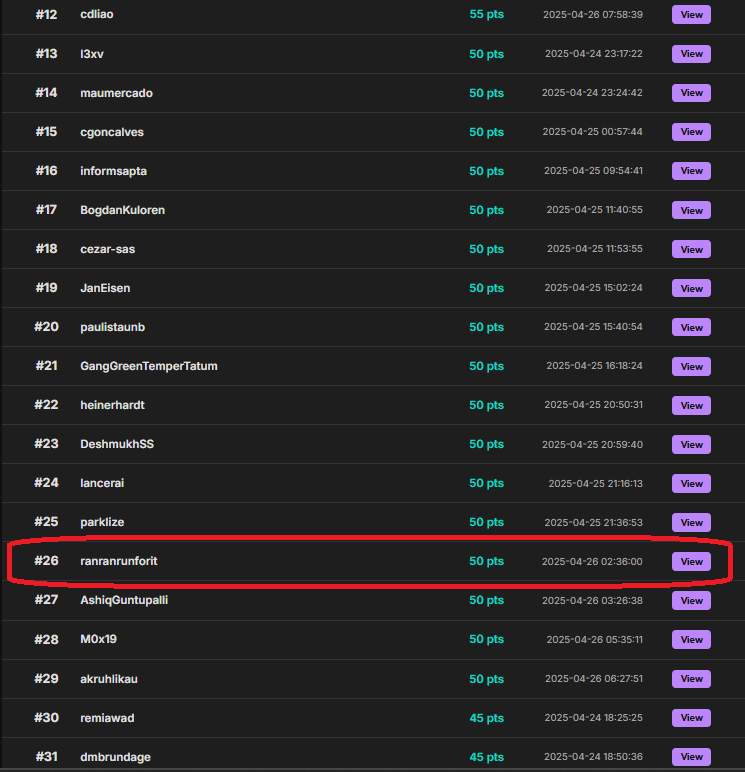 #12 cdliao 55 pts 2025-04-26 07:58:39 View
#13 l3xv 50 pts 2025-04-24 23:17:22 View
#14 maumercado 50 pts 2025-04-24 23:24:42 View
#15 cgoncalves 50 pts 2025-04-25 00:57:44 View
#16 informsapta 50 pts 2025-04-25 09:54:41 View
#17 BogdanKuloren 50 pts 2025-04-25 11:40:55 View
#18 cezar-sas 50 pts 2025-04-25 11:53:55 View
#19 JanEisen 50 pts 2025-04-25 15:02:24 View
#20 paulistaunb 50 pts 2025-04-25 15:40:54 View
#21 GangGreenTemperTatum 50 pts 2025-04-25 16:18:24 View
#22 heinerhardt 50 pts 2025-04-25 20:50:31 View
#23 DeshmukhSS 50 pts 2025-04-25 20:59:40 View
#24 lancerai 50 pts 2025-04-25 21:16:13 View
#25 parklize 50 pts 2025-04-25 21:36:53 View
#26 ranranrunforit 50 pts 2025-04-26 02:36:00 View
#27 AshiqGuntupalli 50 pts 2025-04-26 03:26:38 View
#28 M0x19 50 pts 2025-04-26 05:35:11 View
#29 akruhlikau 50 pts 2025-04-26 06:27:51 View
#30 remiawad 45 pts 2025-04-24 18:25:25 View
#31 dmbrundage 45 pts 2025-04-24 18:50:36 View